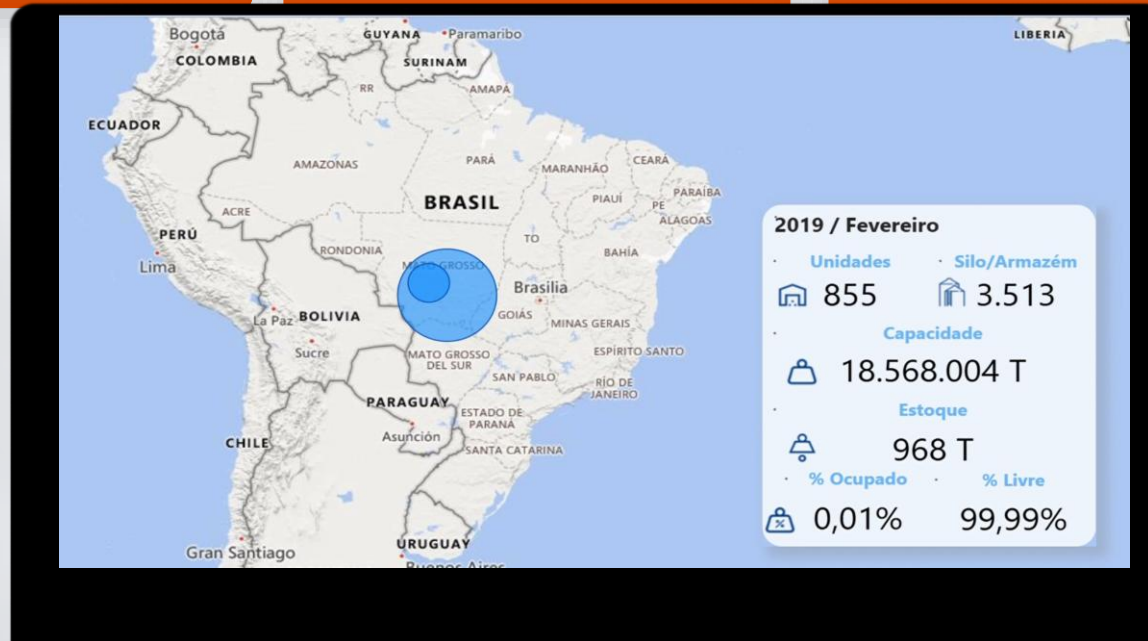 Bogotá
COLOMBIA
GUYANA
Paramaribo
SURINAM
LIBERIA
RR
AMAPÁ
ECUADOR
AMAZONAS
PARÁ
MARANHÃO
CEARÁ
BRASIL
PIAUÍ
PARAÍBA
PE
ALAGOAS
ACRE
PERÚ
TO
RONDONIA
BAHÍA
Lima
MATO GROSSO
Brasilia
La Paz
BOLIVIA
GOIÁS
MINAS GERAIS
Sucre
MATO GROSSO
DEL SUR
ESPÍRITO SANTO
SAN PABLO
RÍO DE
JANEIRO
PARAGUAY
ESTADO DE
PARANÁ
Asunción
CHILE
SANTA CATARINA
Gran Santiago
URUGUAY
Buenos Aires
2019 / Fevereiro
Unidades Silo/Armazém
855 3.513
Capacidade
18.568.004 T
Estoque
968 T
% Ocupado % Livre
0,01% 99,99%